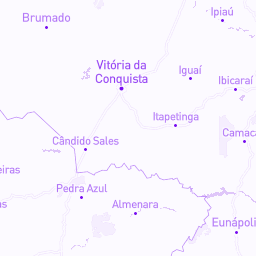 Ipiaú
Brumado
Vitória da
Conquista
Iguaí
Ibicaraí
Itapetinga
Camaca
Cândido Sales
eiras
Pedra Azul
as
Almenara
Eunápoli